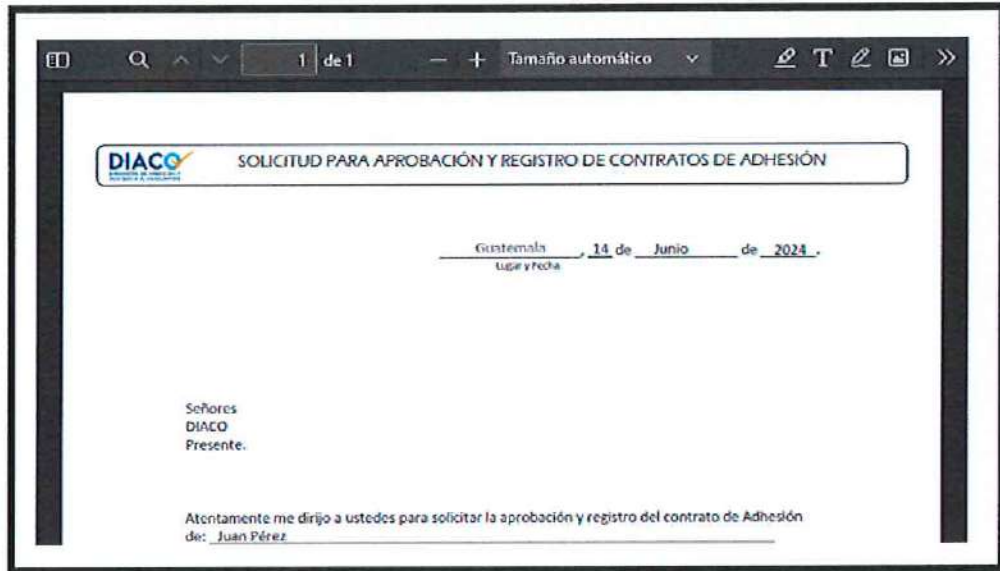 1 de 1
Tamaño automático
DIACO
SOLICITUD PARA APROBACIÓN Y REGISTRO DE CONTRATOS DE ADHESIÓN
Guatemala, 14 de Junio de 2024.
Lugar y Fecha
Señores
DIACO
Presente.
Atentamente me dirijo a ustedes para solicitar la aprobación y registro del contrato de Adhesión
de: Juan Pérez